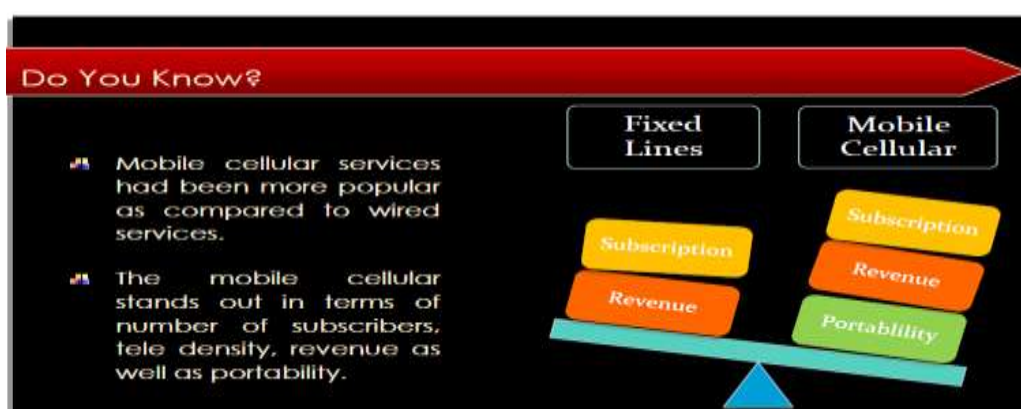 Do You Know?
Mobile cellular services
had been more popular
as compared to wired
services.
The mobile cellular
stands out in terms of
number of subscribers,
tele density, revenue as
well as portability.
Fixed
Lines
Mobile
Cellular
Subscription
Revenue
Subscription
Revenue
Portablility